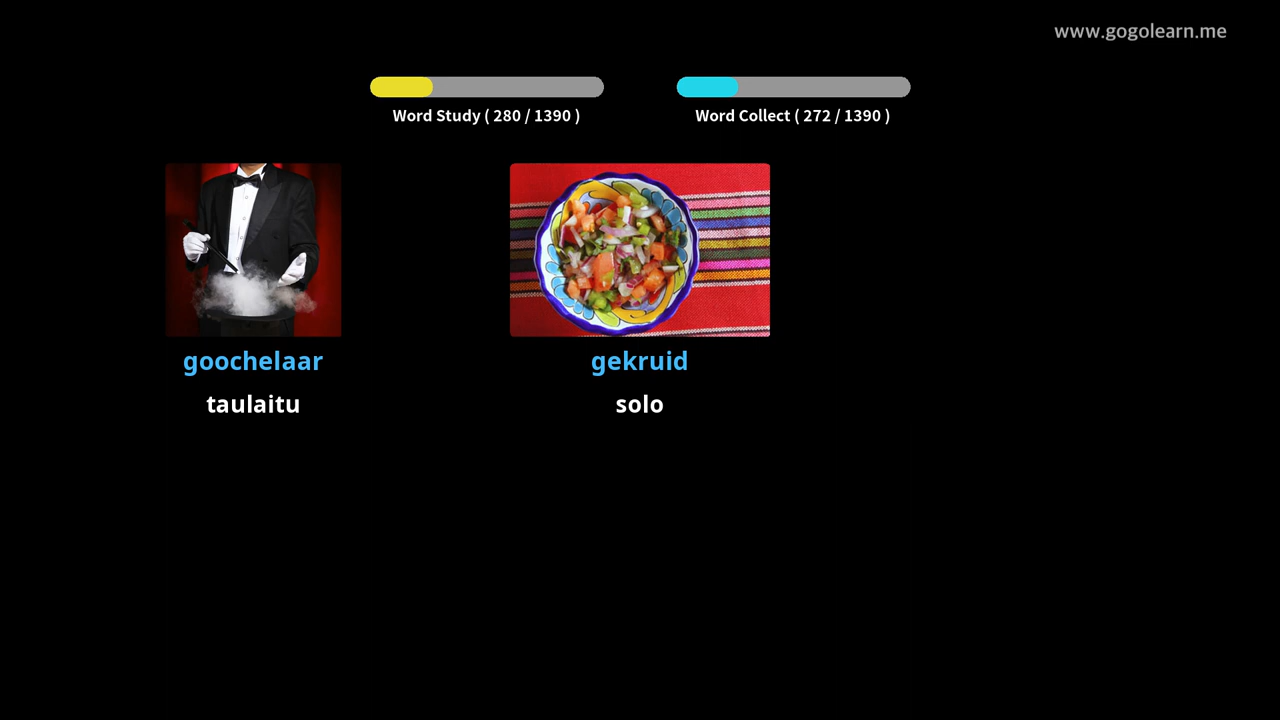 www.gogolearn.me
Word Study ( 280 / 1390 )
Word Collect ( 272 / 1390 )
goochelaar
taulaitu
gekruid
solo